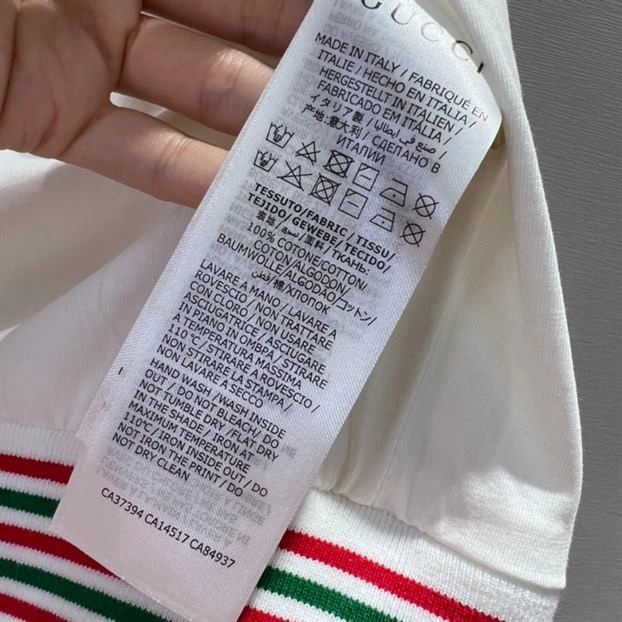 GUCCI
MADE IN ITALY / FABRIQUÉ EN
ITALIE / HECHO EN ITALIA /
HERGESTELLT IN ITALIEN /
FABRICADO EM ITALIA /
イタリア製 / صنع في ايطاليا /
产地:意大利 / СДЕЛАНО В
ИТАЛИИ
TESSUTO/FABRIC/ TISSU/
TEJIDO/ GEWEBE/ TECIDO/
表地/ نسيج / 面料 / ТКАНЬ:
100% COTONE/COTTON/
COTON/ALGODON/
BAUMWOLLE/ALGODÃO/コットン/
قطن/棉/ХЛОПОК
LAVARE A MANO / LAVARE A
ROVESCIO / NON TRATTARE
CON CLORO / NON
ASCIUGATRICE / ASCIUGARE
IN PIANO IN OMBRA / STIRARE
A TEMPERATURA MASSIMA
110°C / STIRARE A ROVESCIO /
NON STIRARE LA STAMPA /
NON LAVARE A SECCO
HAND WASH /WASH INSIDE
OUT / DO NOT BLEACH/ DO
NOT TUMBLE DRY / FLAT DRY
IN THE SHADE / IRON AT
MAXIMUM TEMPERATURE
110°C/ IRON INSIDE OUT / DO
NOT IRON THE PRINT / DO
NOT DRY CLEAN
CA37394 CA14517 CA84937